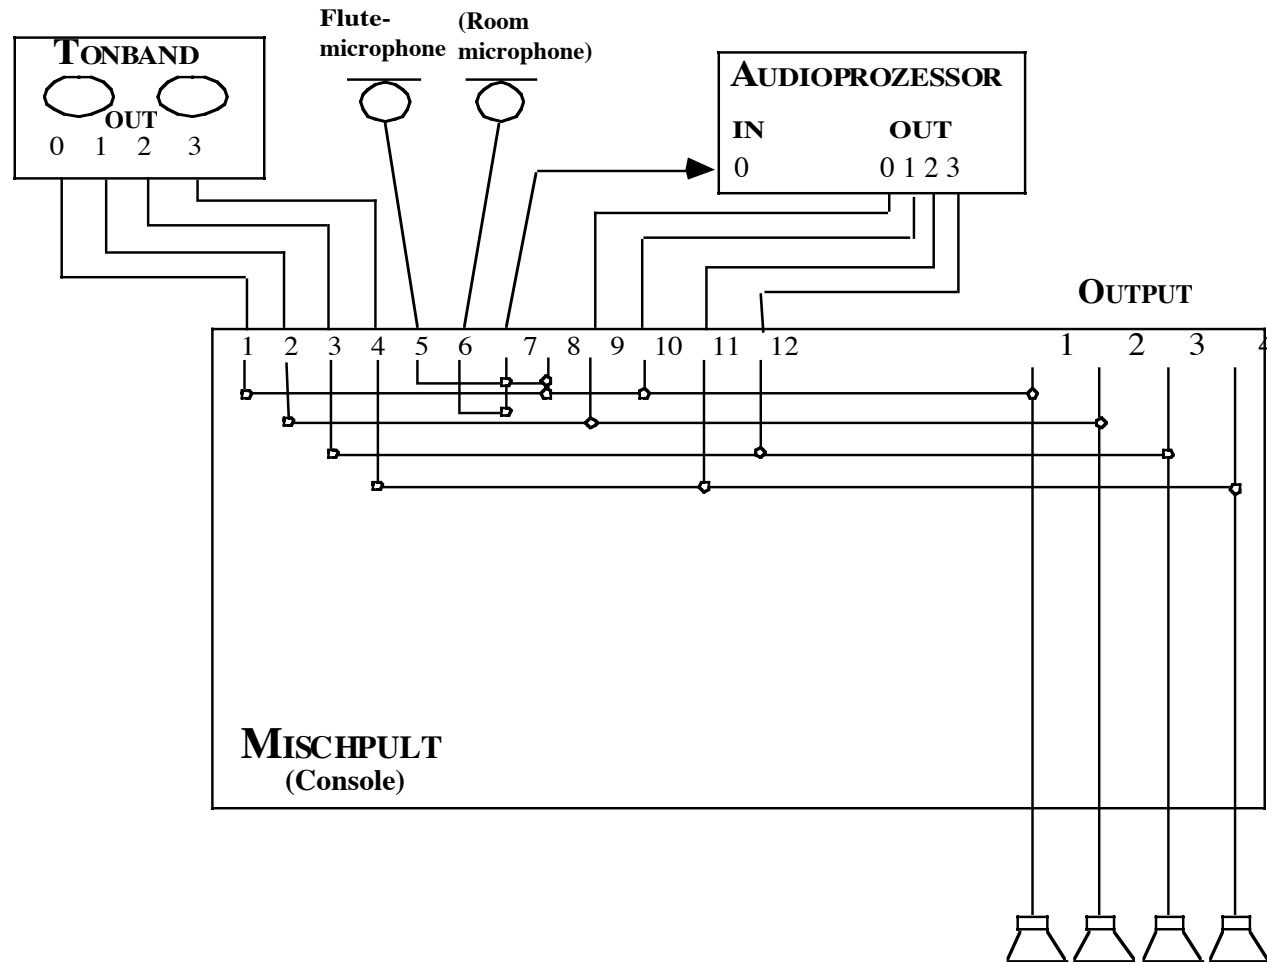 TONBAND
OUT
0 1 2 3
Flute-
microphone
(Room
microphone)
AUDIOPROZESSOR
IN OUT
0 0 1 2 3
OUTPUT
1 2 3 4 5 6 7 8 9 10 11 12 1 2 3 4
MISCHPULT
(Console)